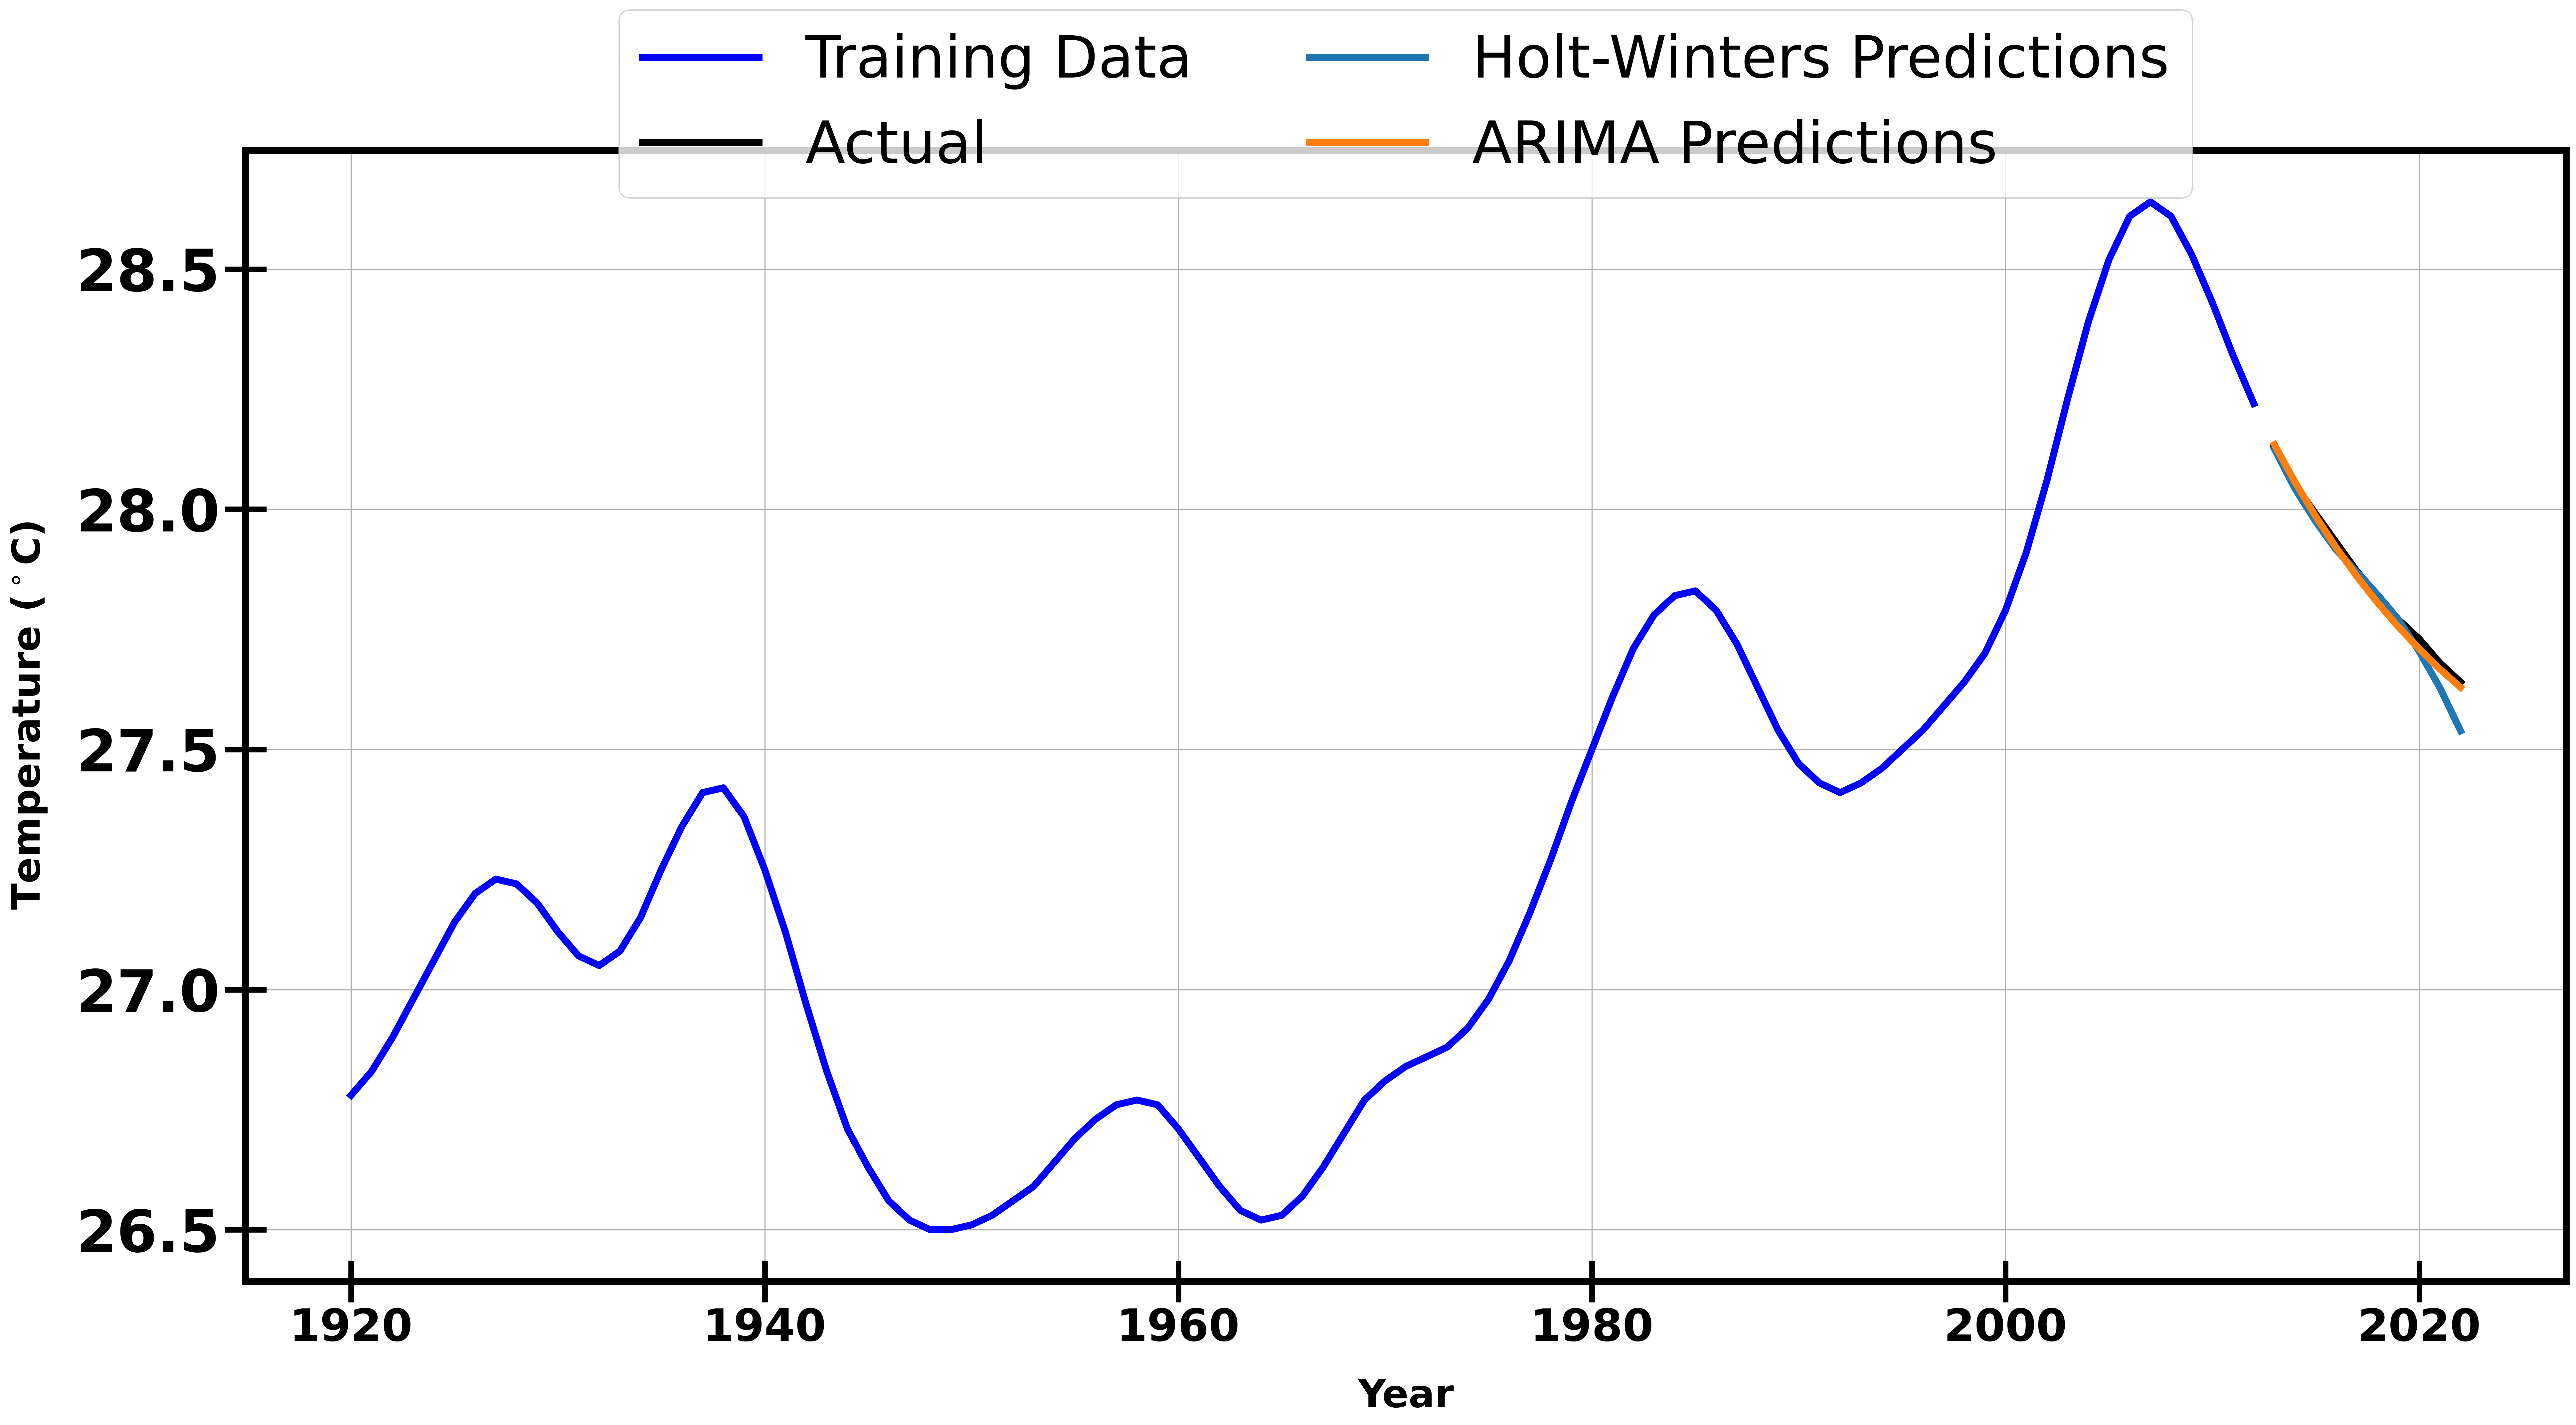 Training Data
Actual
Holt-Winters Predictions
ARIMA Predictions
Temperature (°C)
28.5
28.0
27.5
27.0
26.5
1920 1940 1960 1980 2000 2020
Year